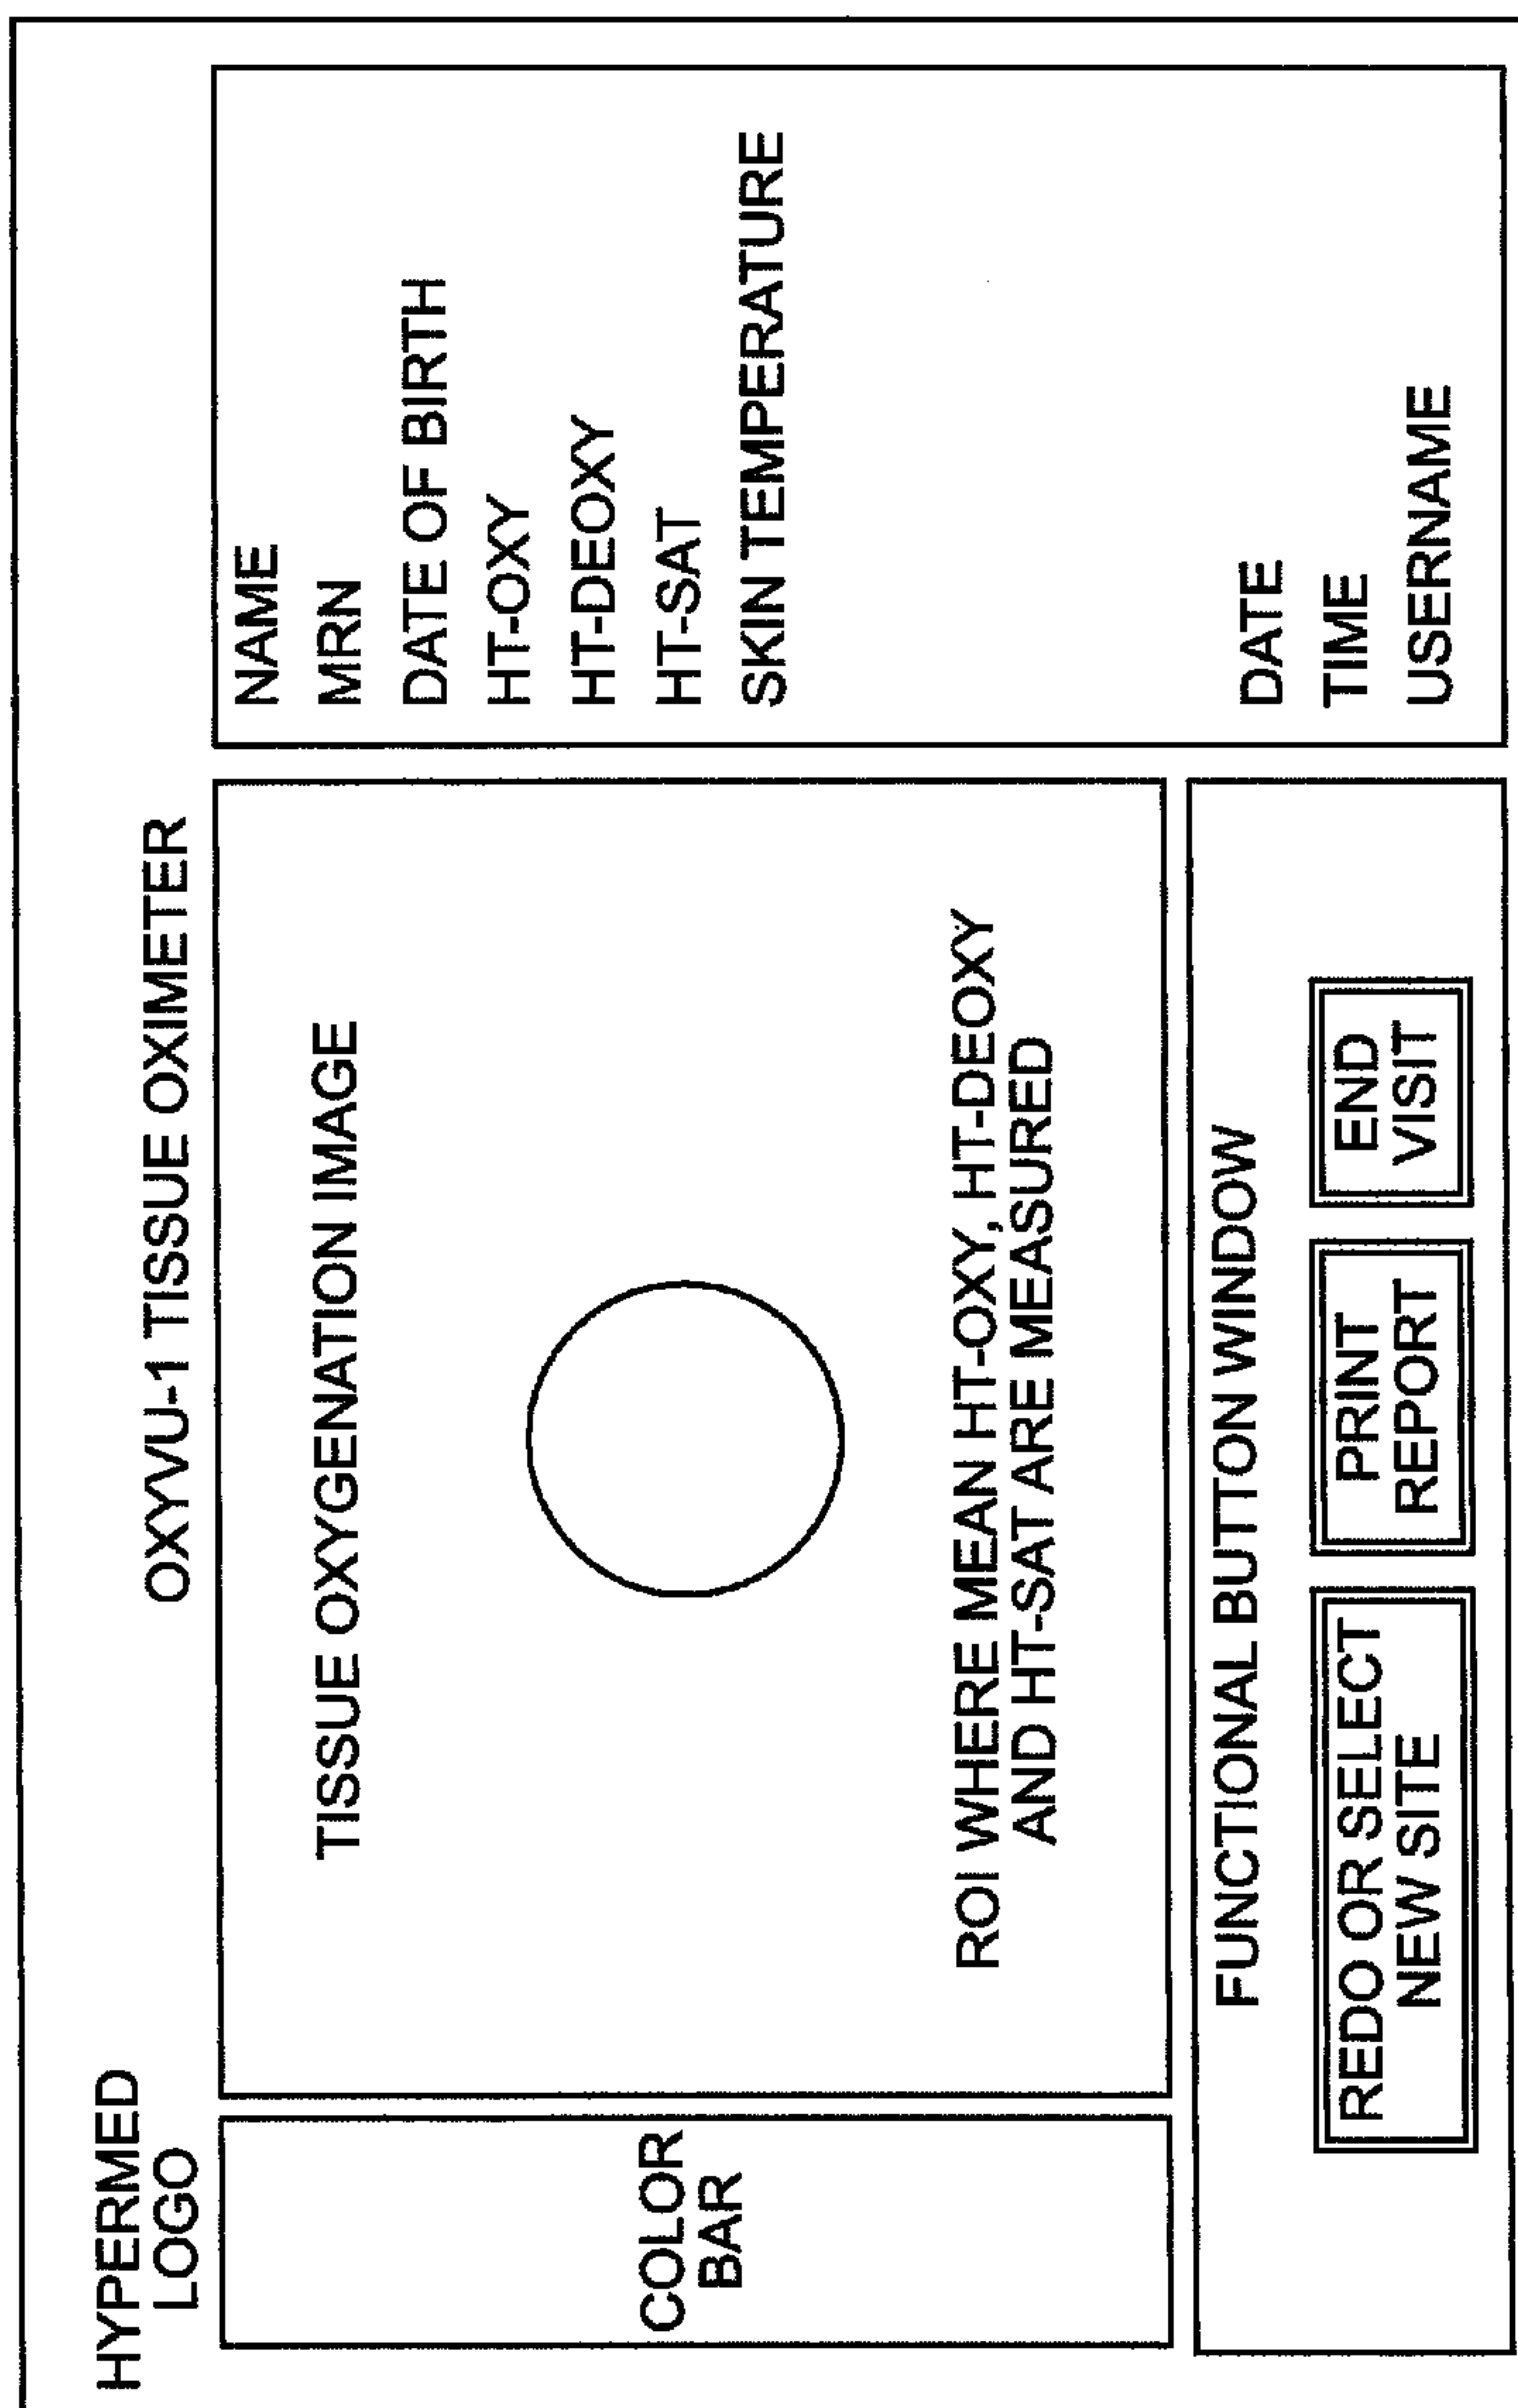 HYPERMED
LOGO
OXYVU-1 TISSUE OXIMETER
COLOR
BAR
TISSUE OXYGENATION IMAGE
ROI WHERE MEAN HT-OXY, HT-DEOXY
AND HT-SAT ARE MEASURED
NAME
MRN
DATE OF BIRTH
HT-OXY
HT-DEOXY
HT-SAT
SKIN TEMPERATURE
DATE
TIME
USERNAME
FUNCTIONAL BUTTON WINDOW
REDO OR SELECT
NEW SITE
PRINT
REPORT
END
VISIT